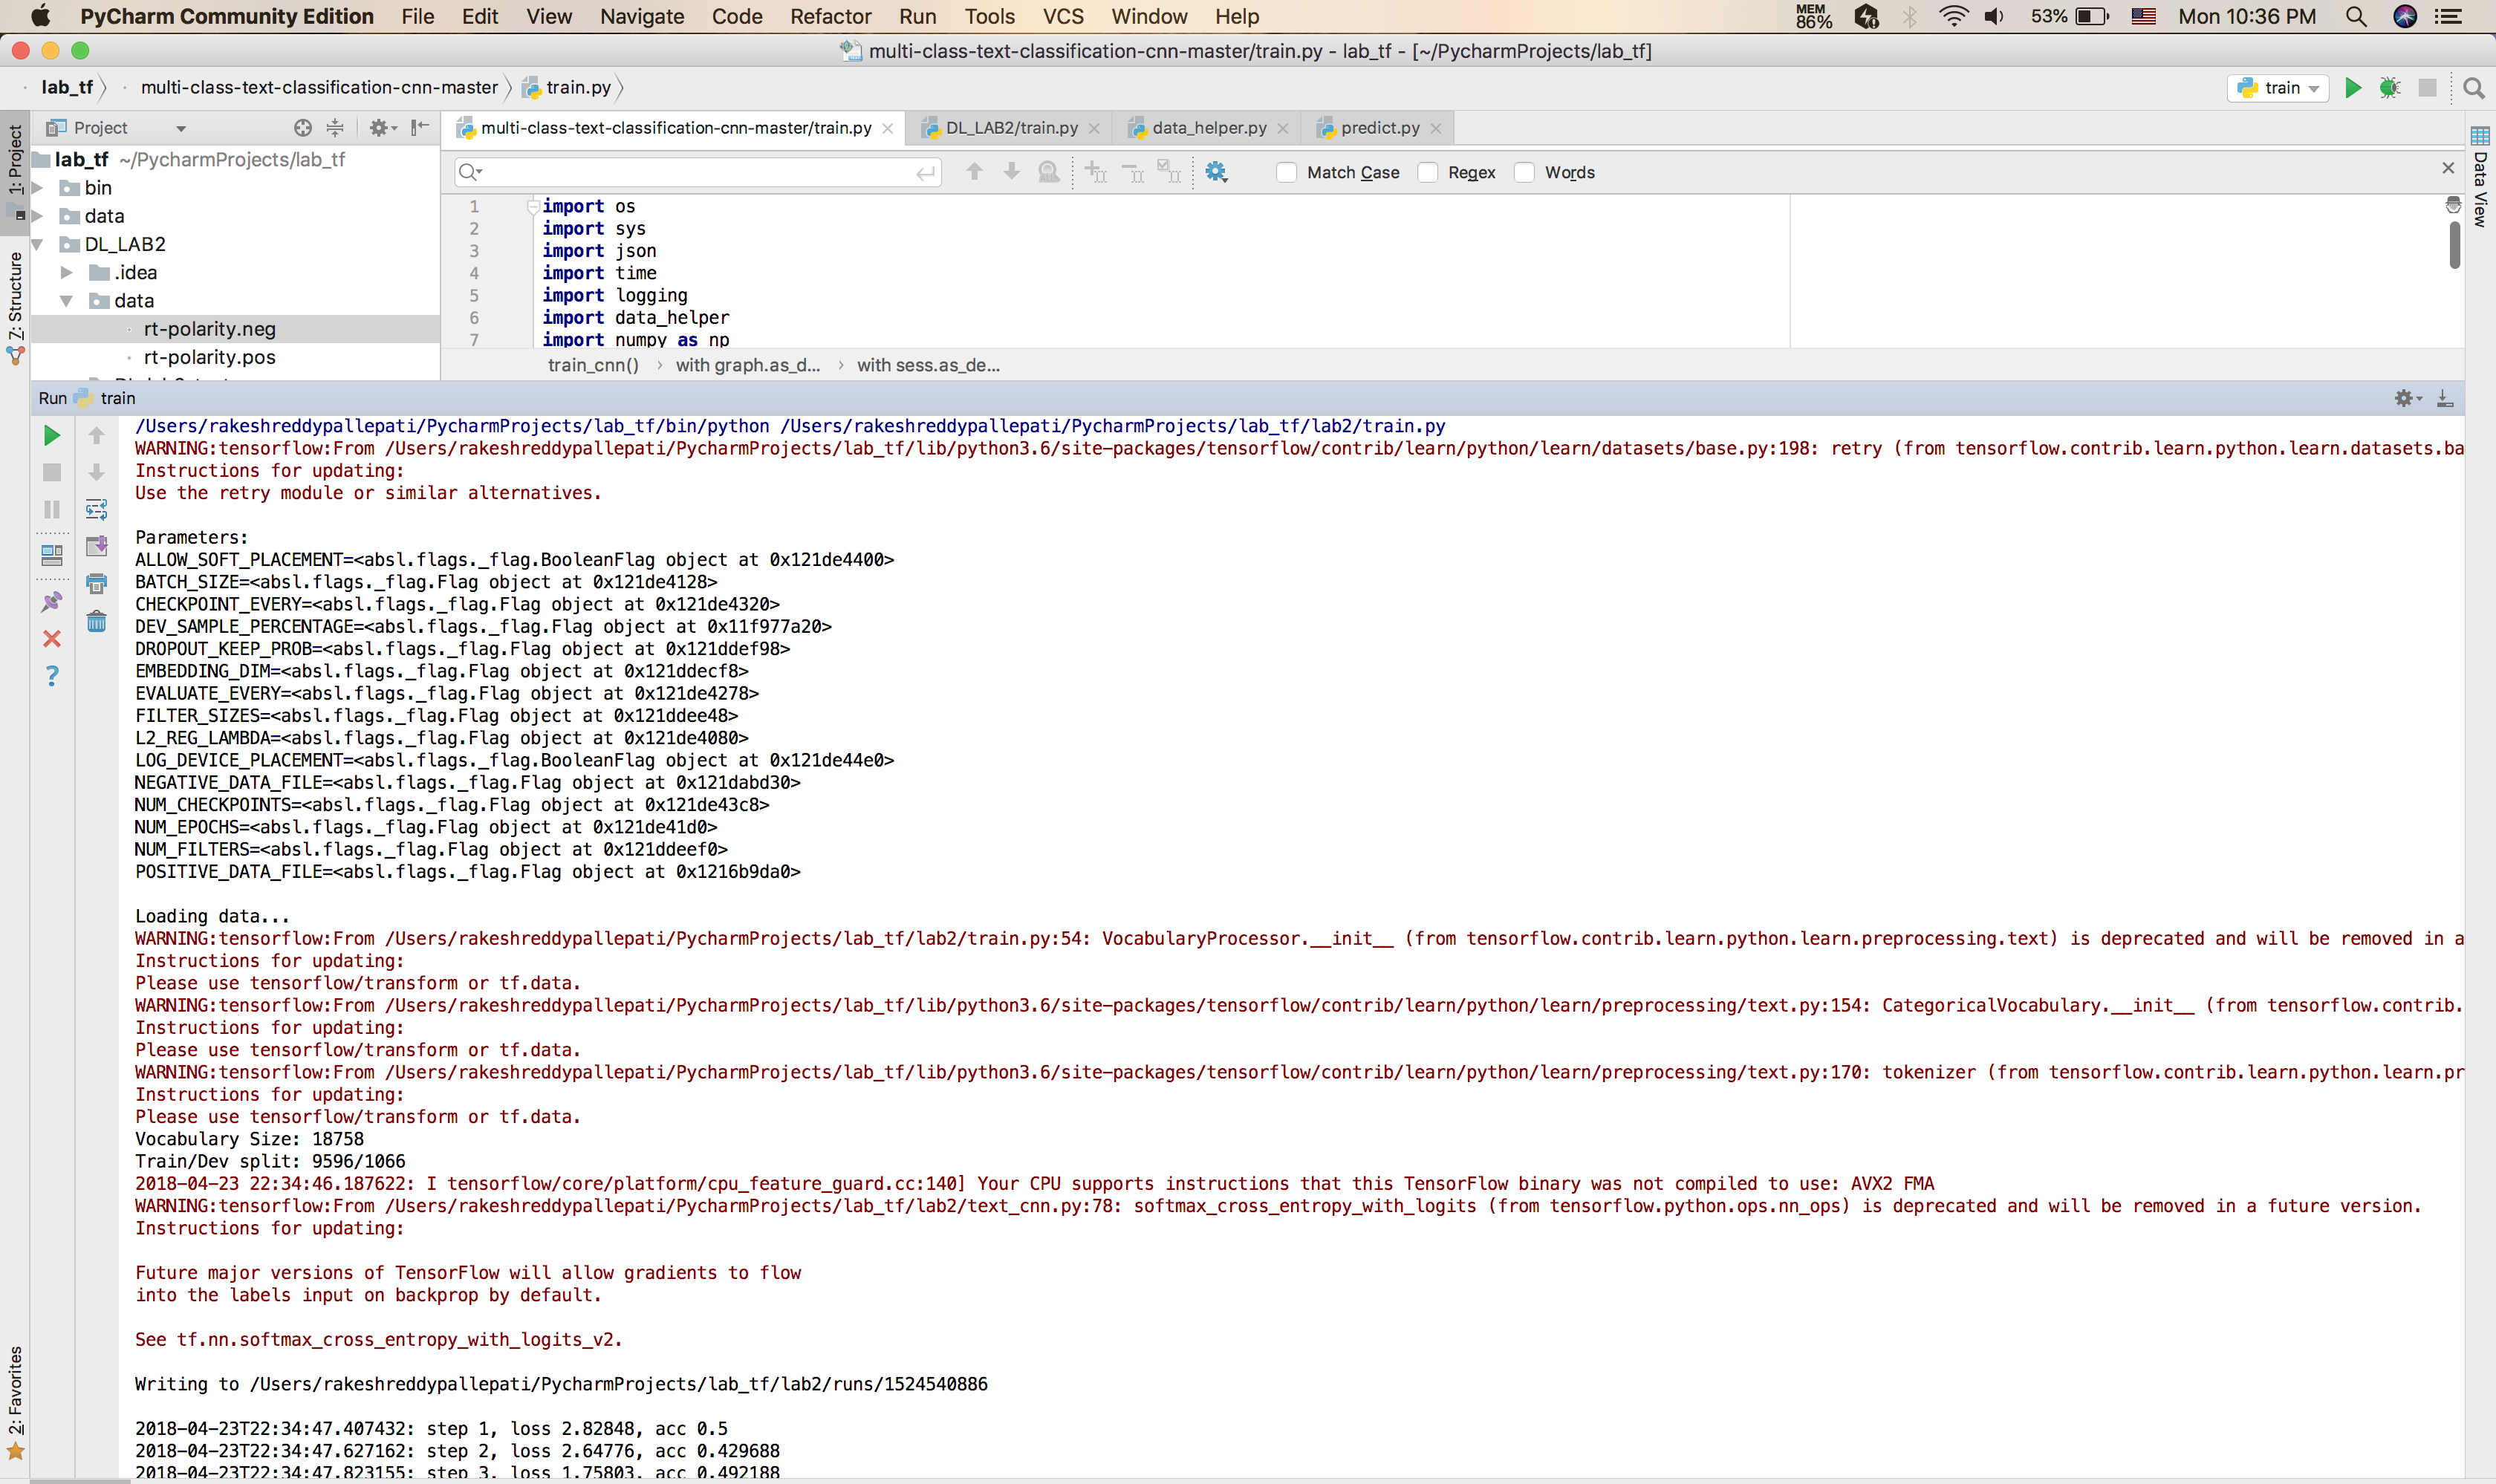 PyCharm Community Edition File Edit View Navigate Code Refactor Run Tools VCS Window Help MEM 86% 53% Mon 10:36 PM
multi-class-text-classification-cnn-master/train.py - lab_tf - [~/PycharmProjects/lab_tf]
lab_tf multi-class-text-classification-cnn-master train.py train
Project multi-class-text-classification-cnn-master/train.py DL_LAB2/train.py data_helper.py predict.py
1: Project
Z: Structure
2: Favorites
Data View
lab_tf ~/PycharmProjects/lab_tf
bin
data
DL_LAB2
.idea
data
rt-polarity.neg
rt-polarity.pos
Match Case Regex Words
1 import os
2 import sys
3 import json
4 import time
5 import logging
6 import data_helper
7 import numpy as np
train_cnn() › with graph.as_d... › with sess.as_de...
Run train
/Users/rakeshreddypallepati/PycharmProjects/lab_tf/bin/python /Users/rakeshreddypallepati/PycharmProjects/lab_tf/lab2/train.py
WARNING:tensorflow:From /Users/rakeshreddypallepati/PycharmProjects/lab_tf/lib/python3.6/site-packages/tensorflow/contrib/learn/python/learn/datasets/base.py:198: retry (from tensorflow.contrib.learn.python.learn.datasets.ba
Instructions for updating:
Use the retry module or similar alternatives.
Parameters:
ALLOW_SOFT_PLACEMENT=<absl.flags._flag.BooleanFlag object at 0x121de4400>
BATCH_SIZE=<absl.flags._flag.Flag object at 0x121de4128>
CHECKPOINT_EVERY=<absl.flags._flag.Flag object at 0x121de4320>
DEV_SAMPLE_PERCENTAGE=<absl.flags._flag.Flag object at 0x11f977a20>
DROPOUT_KEEP_PROB=<absl.flags._flag.Flag object at 0x121ddef98>
EMBEDDING_DIM=<absl.flags._flag.Flag object at 0x121ddecf8>
EVALUATE_EVERY=<absl.flags._flag.Flag object at 0x121de4278>
FILTER_SIZES=<absl.flags._flag.Flag object at 0x121ddee48>
L2_REG_LAMBDA=<absl.flags._flag.Flag object at 0x121de4080>
LOG_DEVICE_PLACEMENT=<absl.flags._flag.BooleanFlag object at 0x121de44e0>
NEGATIVE_DATA_FILE=<absl.flags._flag.Flag object at 0x121dabd30>
NUM_CHECKPOINTS=<absl.flags._flag.Flag object at 0x121de43c8>
NUM_EPOCHS=<absl.flags._flag.Flag object at 0x121de41d0>
NUM_FILTERS=<absl.flags._flag.Flag object at 0x121ddeef0>
POSITIVE_DATA_FILE=<absl.flags._flag.Flag object at 0x1216b9da0>
Loading data...
WARNING:tensorflow:From /Users/rakeshreddypallepati/PycharmProjects/lab_tf/lab2/train.py:54: VocabularyProcessor.__init__ (from tensorflow.contrib.learn.python.learn.preprocessing.text) is deprecated and will be removed in a
Instructions for updating:
Please use tensorflow/transform or tf.data.
WARNING:tensorflow:From /Users/rakeshreddypallepati/PycharmProjects/lab_tf/lib/python3.6/site-packages/tensorflow/contrib/learn/python/learn/preprocessing/text.py:154: CategoricalVocabulary.__init__ (from tensorflow.contrib.
Instructions for updating:
Please use tensorflow/transform or tf.data.
WARNING:tensorflow:From /Users/rakeshreddypallepati/PycharmProjects/lab_tf/lib/python3.6/site-packages/tensorflow/contrib/learn/python/learn/preprocessing/text.py:170: tokenizer (from tensorflow.contrib.learn.python.learn.pr
Instructions for updating:
Please use tensorflow/transform or tf.data.
Vocabulary Size: 18758
Train/Dev split: 9596/1066
2018-04-23 22:34:46.187622: I tensorflow/core/platform/cpu_feature_guard.cc:140] Your CPU supports instructions that this TensorFlow binary was not compiled to use: AVX2 FMA
WARNING:tensorflow:From /Users/rakeshreddypallepati/PycharmProjects/lab_tf/lab2/text_cnn.py:78: softmax_cross_entropy_with_logits (from tensorflow.python.ops.nn_ops) is deprecated and will be removed in a future version.
Instructions for updating:
Future major versions of TensorFlow will allow gradients to flow
into the labels input on backprop by default.
See tf.nn.softmax_cross_entropy_with_logits_v2.
Writing to /Users/rakeshreddypallepati/PycharmProjects/lab_tf/lab2/runs/1524540886
2018-04-23T22:34:47.407432: step 1, loss 2.82848, acc 0.5
2018-04-23T22:34:47.627162: step 2, loss 2.64776, acc 0.429688
2018-04-23T22:34:47.823155: step 3, loss 1.75803, acc 0.492188